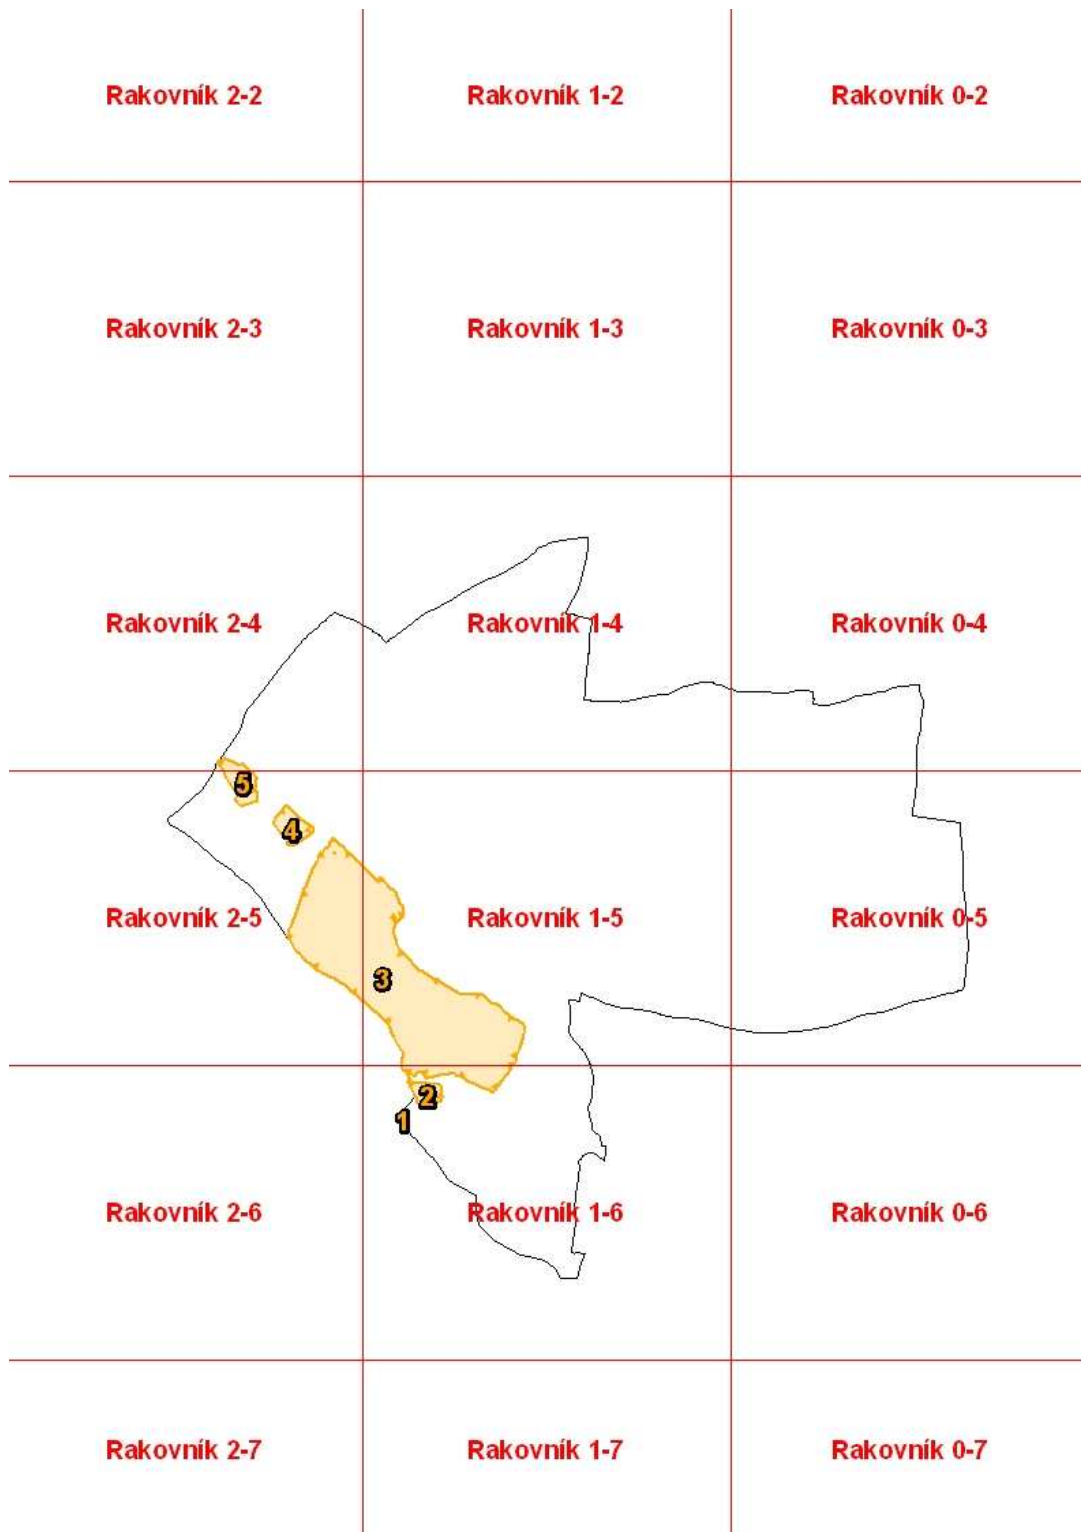 Rakovník 2-2 Rakovník 1-2 Rakovník 0-2
Rakovník 2-3 Rakovník 1-3 Rakovník 0-3
Rakovník 2-4 Rakovník 1-4 Rakovník 0-4
5
4
Rakovník 2-5 Rakovník 1-5 Rakovník 0-5
3
2
1
Rakovník 2-6 Rakovník 1-6 Rakovník 0-6
Rakovník 2-7 Rakovník 1-7 Rakovník 0-7